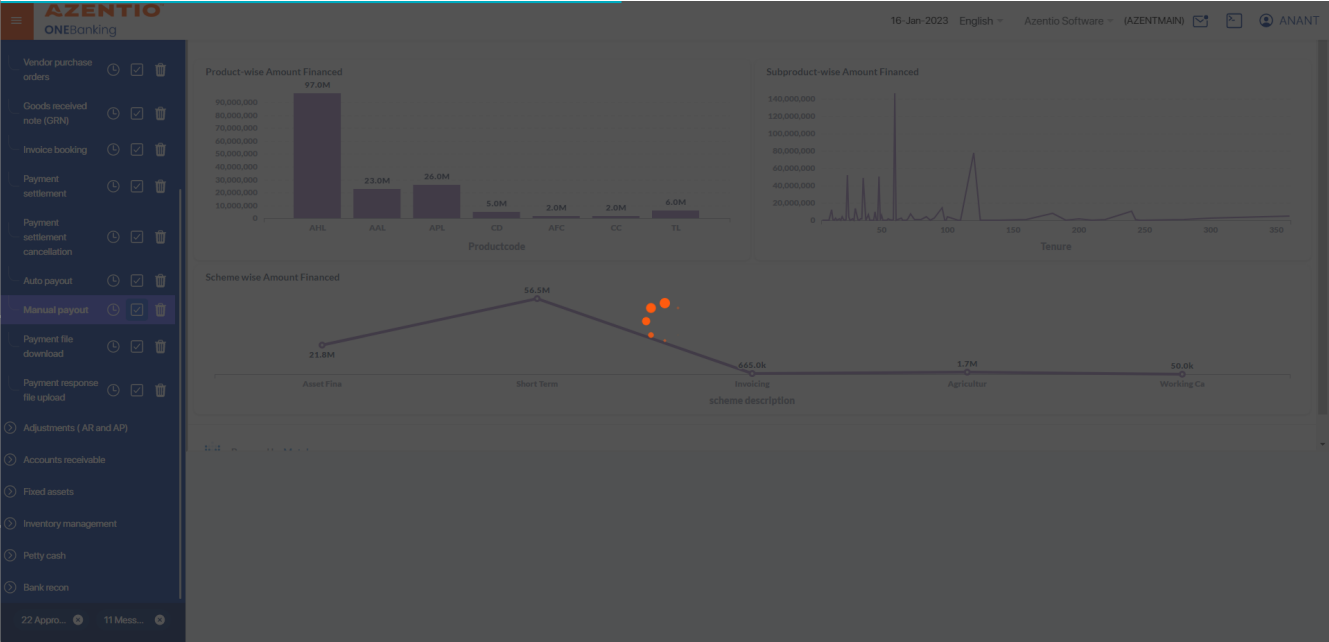 AZENTIO
ONEBanking
16-Jan-2023 English Azentio Software (AZENTMAIN) ANANT
Vendor purchase
orders
Goods received
note (GRN)
Invoice booking
Payment
settlement
Payment
settlement
cancellation
Auto payout
Manual payout
Payment file
download
Payment response
file upload
Adjustments ( AR and AP)
Accounts receivable
Fixed assets
Inventory management
Petty cash
Bank recon
22 Appro... 11 Mess...
Product-wise Amount Financed
97.0M
90,000,000
80,000,000
70,000,000
60,000,000
50,000,000
40,000,000
30,000,000
20,000,000
10,000,000
0
23.0M
26.0M
5.0M
2.0M
2.0M
6.0M
AHL AAL APL CD AFC CC TL
Productcode
Subproduct-wise Amount Financed
140,000,000
120,000,000
100,000,000
80,000,000
60,000,000
40,000,000
20,000,000
0
50 100 150 200 250 300 350
Tenure
Scheme wise Amount Financed
56.5M
21.8M
665.0k
1.7M
50.0k
Asset Fina Short Term Invoicing Agricultur Working Ca
scheme description